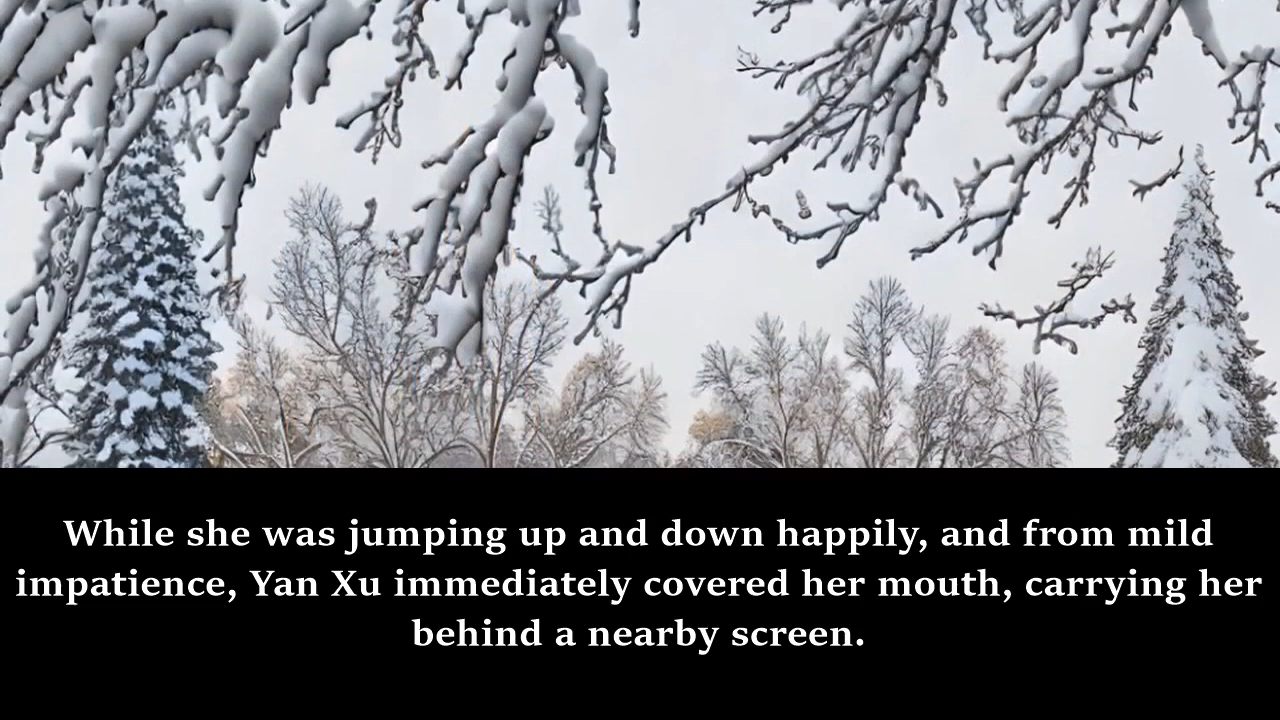 While she was jumping up and down happily, and from mild
impatience, Yan Xu immediately covered her mouth, carrying her
behind a nearby screen.